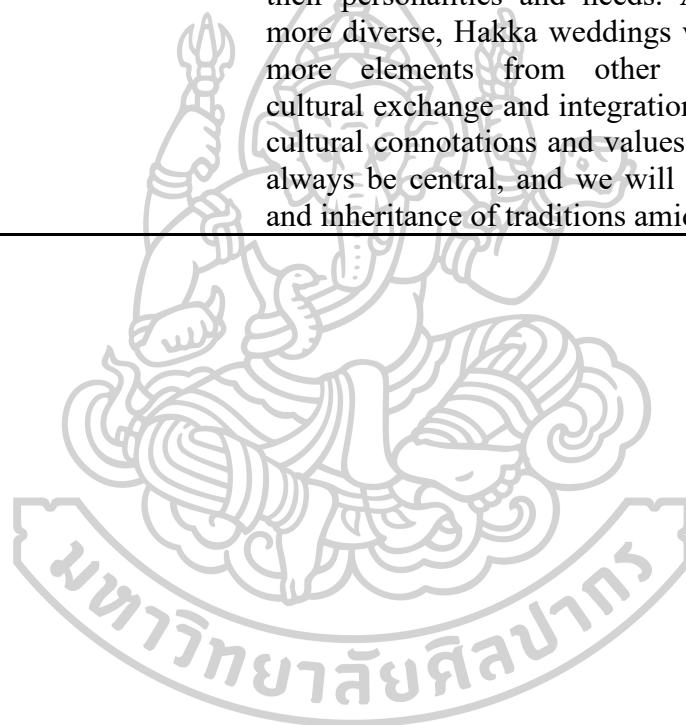 their personalities and needs.
more diverse, Hakka weddings
more elements from other
cultural exchange and integration
cultural connotations and values
always be central, and we will
and inheritance of traditions
มหาวิทยาลัยศิลปากร